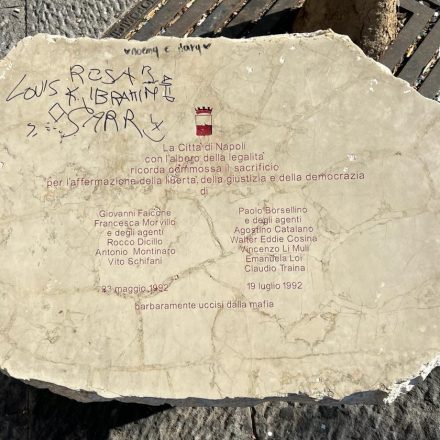 ♥ noemy e dary ♥
ROSA
LOUIS K. IBRAHIM
SARR
La Città di Napoli
con l'albero della legalità
ricorda commossa il sacrificio
per l'affermazione della libertà, della giustizia e della democrazia
di
Giovanni Falcone
Francesca Morvillo
e degli agenti
Rocco Dicillo
Antonio Montinaro
Vito Schifani
23 maggio 1992
Paolo Borsellino
e degli agenti
Agostino Catalano
Walter Eddie Cosina
Vincenzo Li Muli
Emanuela Loi
Claudio Traina
19 luglio 1992
barbaramente uccisi dalla mafia